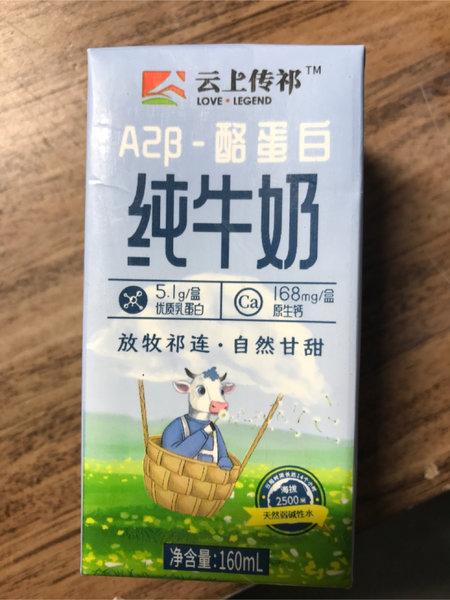 云上传祁™
LOVE·LEGEND
A2β-酪蛋白
纯牛奶
5.1g/盒
优质乳蛋白
Ca
168mg/盒
原生钙
放牧祁连·自然甘甜
海拔
2500米
天然弱碱性水
净含量:160mL